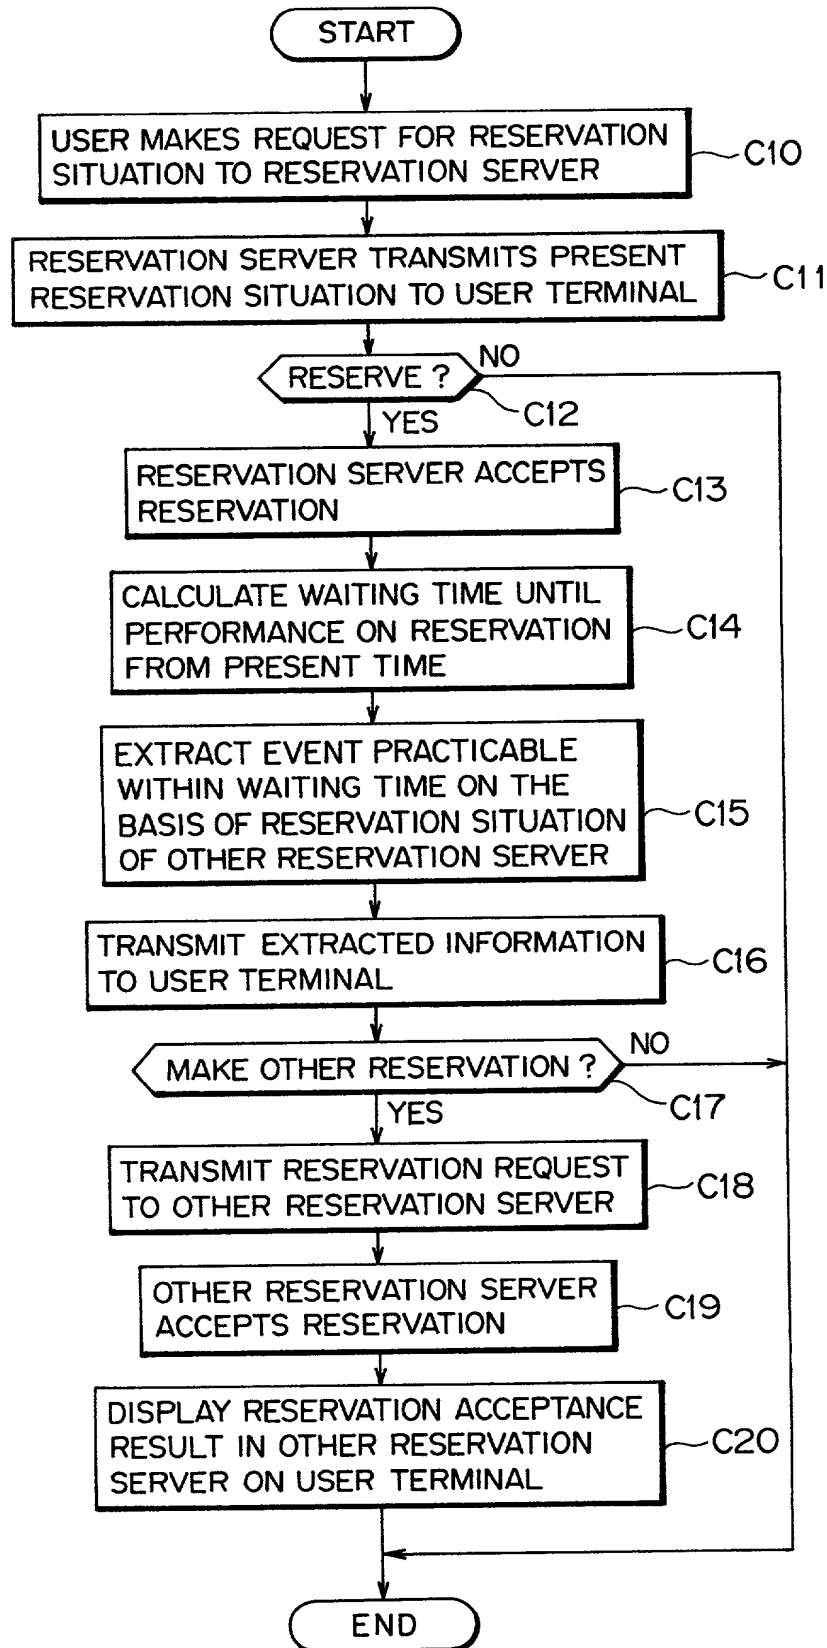 START
USER MAKES REQUEST FOR RESERVATION
SITUATION TO RESERVATION SERVER
C10
RESERVATION SERVER TRANSMITS PRESENT
RESERVATION SITUATION TO USER TERMINAL
C11
RESERVE ?
NO
C12
YES
RESERVATION SERVER ACCEPTS
RESERVATION
C13
CALCULATE WAITING TIME UNTIL
PERFORMANCE ON RESERVATION
FROM PRESENT TIME
C14
EXTRACT EVENT PRACTICABLE
WITHIN WAITING TIME ON THE
BASIS OF RESERVATION SITUATION
OF OTHER RESERVATION SERVER
C15
TRANSMIT EXTRACTED INFORMATION
TO USER TERMINAL
C16
MAKE OTHER RESERVATION ?
NO
C17
YES
TRANSMIT RESERVATION REQUEST
TO OTHER RESERVATION SERVER
C18
OTHER RESERVATION SERVER
ACCEPTS RESERVATION
C19
DISPLAY RESERVATION ACCEPTANCE
RESULT IN OTHER RESERVATION
SERVER ON USER TERMINAL
C20
END